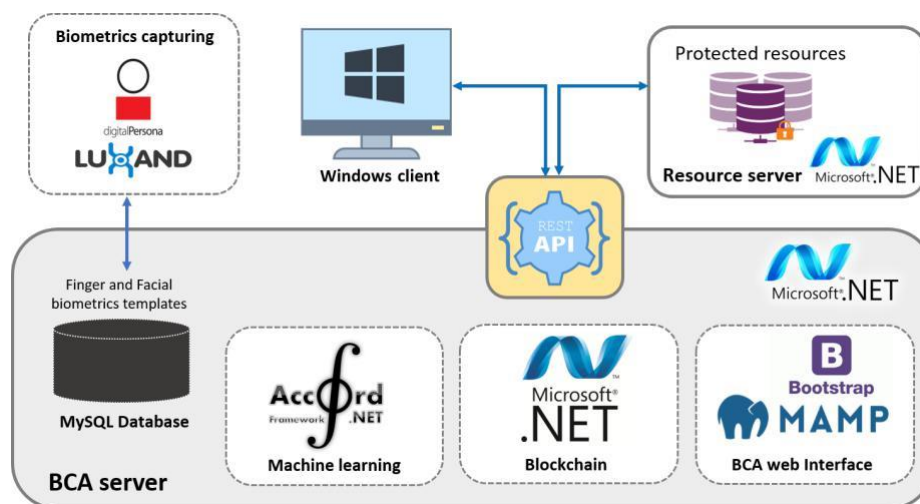 Biometrics capturing
digitalPersona
LUXAND
Windows client
Protected resources
Resource server
Microsoft® .NET
REST
API
{ }
Finger and Facial
biometrics templates
MySQL Database
BCA server
Accord
Framework .NET
Machine learning
Microsoft®
.NET
Blockchain
Microsoft® .NET
B
Bootstrap
MAMP
BCA web Interface